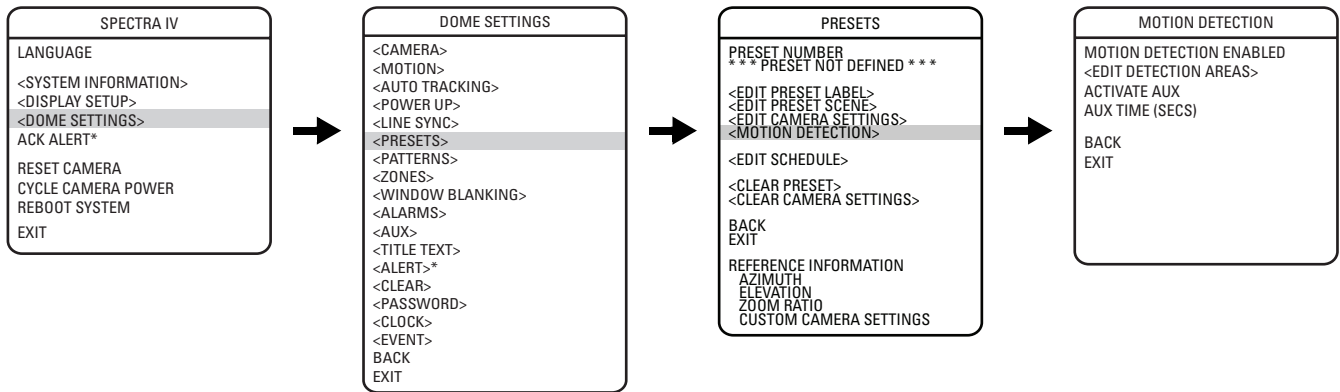 SPECTRA IV
LANGUAGE
<SYSTEM INFORMATION>
<DISPLAY SETUP>
<DOME SETTINGS>
ACK ALERT*
RESET CAMERA
CYCLE CAMERA POWER
REBOOT SYSTEM
EXIT
DOME SETTINGS
<CAMERA>
<MOTION>
<AUTO TRACKING>
<POWER UP>
<LINE SYNC>
<PRESETS>
<PATTERNS>
<ZONES>
<WINDOW BLANKING>
<ALARMS>
<AUX>
<TITLE TEXT>
<ALERT>*
<CLEAR>
<PASSWORD>
<CLOCK>
<EVENT>
BACK
EXIT
PRESETS
PRESET NUMBER
* * * PRESET NOT DEFINED * * *
<EDIT PRESET LABEL>
<EDIT PRESET SCENE>
<EDIT CAMERA SETTINGS>
<MOTION DETECTION>
<EDIT SCHEDULE>
<CLEAR PRESET>
<CLEAR CAMERA SETTINGS>
BACK
EXIT
REFERENCE INFORMATION
AZIMUTH
ELEVATION
ZOOM RATIO
CUSTOM CAMERA SETTINGS
MOTION DETECTION
MOTION DETECTION ENABLED
<EDIT DETECTION AREAS>
ACTIVATE AUX
AUX TIME (SECS)
BACK
EXIT